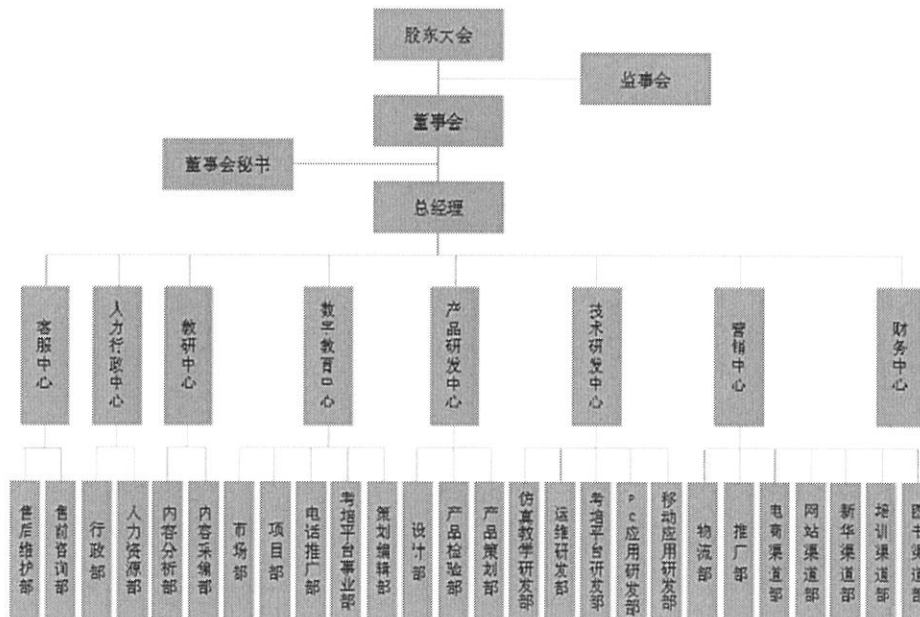 股东大会
监事会
董事会
董事会秘书
总经理
客服中心
人力行政中心
教研中心
数字教育中心
产品研发中心
技术研发中心
营销中心
财务中心
售后维护部
售前咨询部
行政部
人力资源部
内容分析部
内容采编部
市场部
项目部
电话推广部
考培平台事业部
策划编辑部
设计部
产品检验部
产品策划部
仿真教学研发部
运维研发部
考培平台研发部
PC应用研发部
移动应用研发部
物流部
推广部
电商渠道部
网站渠道部
新华渠道部
培训渠道部
图书渠道部